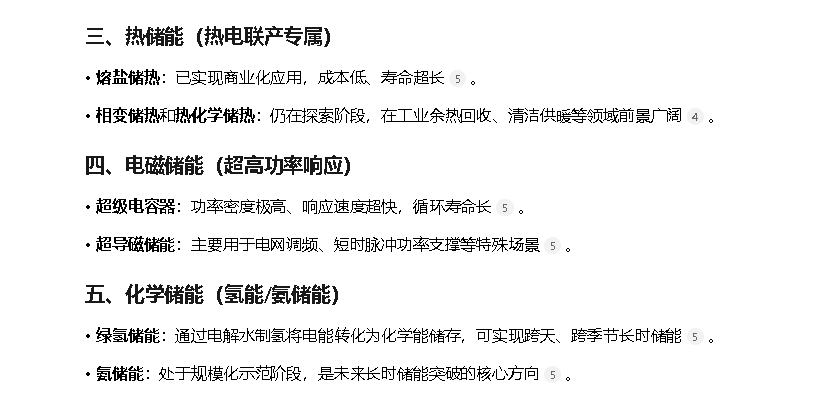 三、热储能（热电联产专属）
• 熔盐储热：已实现商业化应用，成本低、寿命超长 5 。
• 相变储热和热化学储热：仍在探索阶段，在工业余热回收、清洁供暖等领域前景广阔 4 。
四、电磁储能（超高功率响应）
• 超级电容器：功率密度极高、响应速度超快，循环寿命长 5 。
• 超导磁储能：主要用于电网调频、短时脉冲功率支撑等特殊场景 5 。
五、化学储能（氢能/氨储能）
• 绿氢储能：通过电解水制氢将电能转化为化学能储存，可实现跨天、跨季节长时储能 5 。
• 氨储能：处于规模化示范阶段，是未来长时储能突破的核心方向 5 。